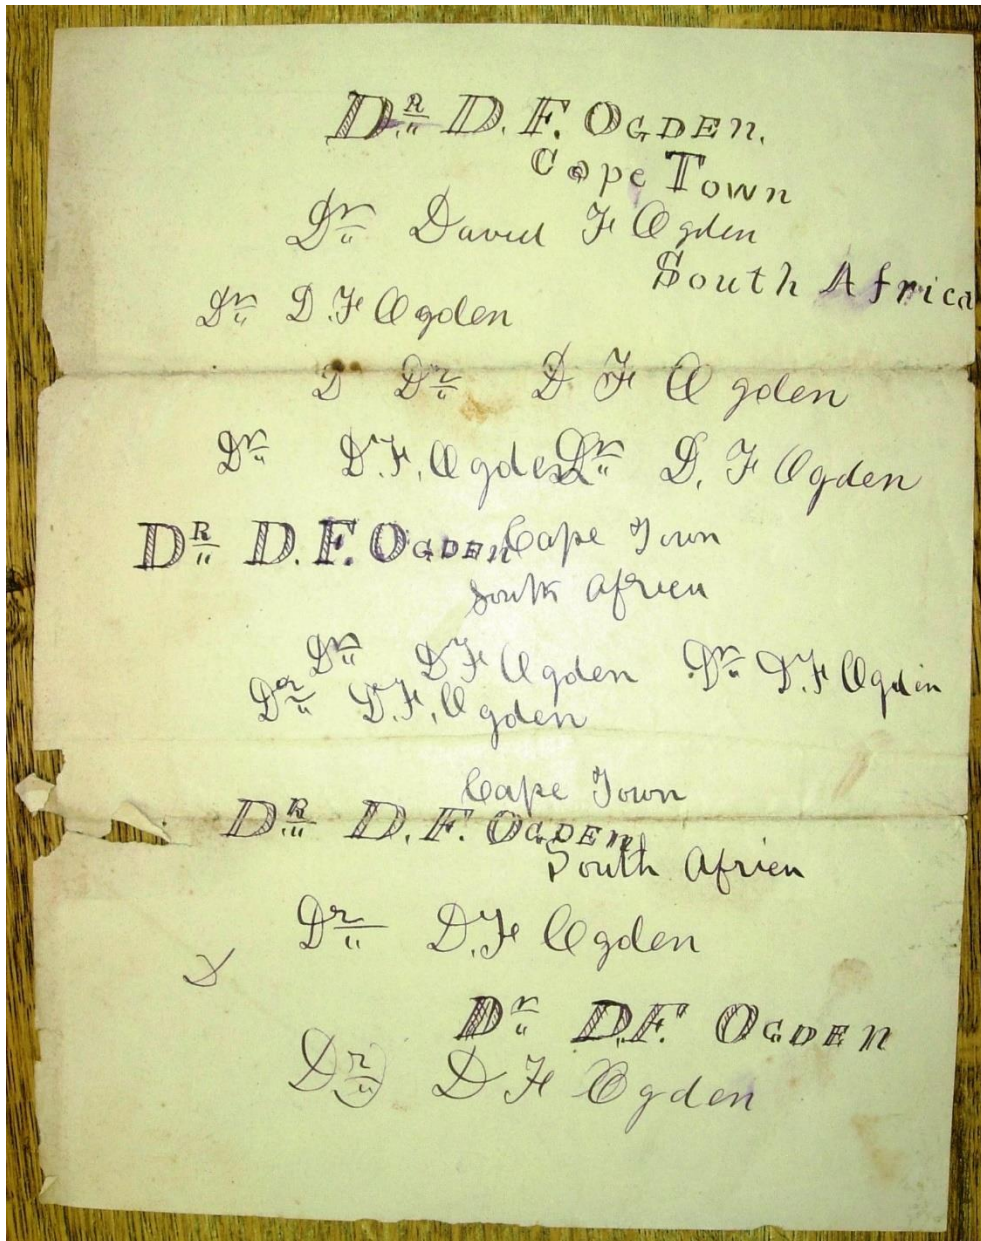 Dr D. F. OGDEN.
Cape Town
Dr David F Ogden
South Africa
Dr D. F Ogden
D Dr D F Ogden
Dr D. F. Ogden Dr D. F Ogden
DR D. F. OGDEN Cape Town
South Africa
Dr D F Ogden Dr D. F Ogden
Dr D. F. Ogden
Cape Town
DR D. F. OGDEN
South Africa
Dr D. F Ogden
D
Dr D.F. OGDEN
Dr D F Ogden